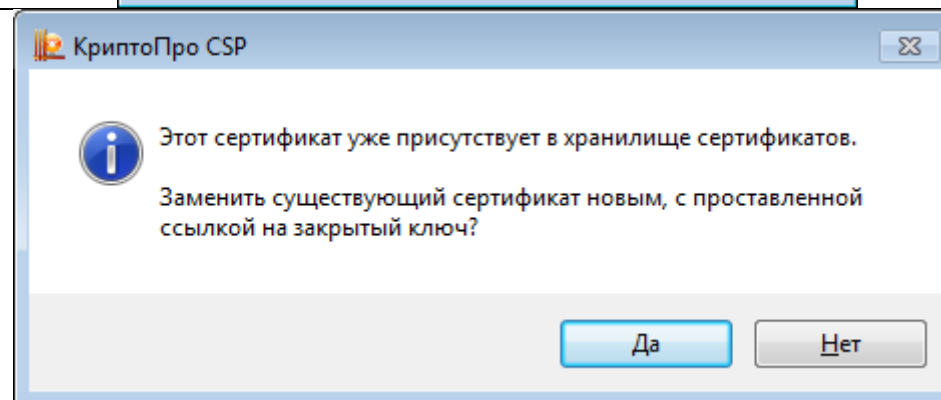 КриптоПро CSP
Этот сертификат уже присутствует в хранилище сертификатов.
Заменить существующий сертификат новым, с проставленной
ссылкой на закрытый ключ?
Да
Нет